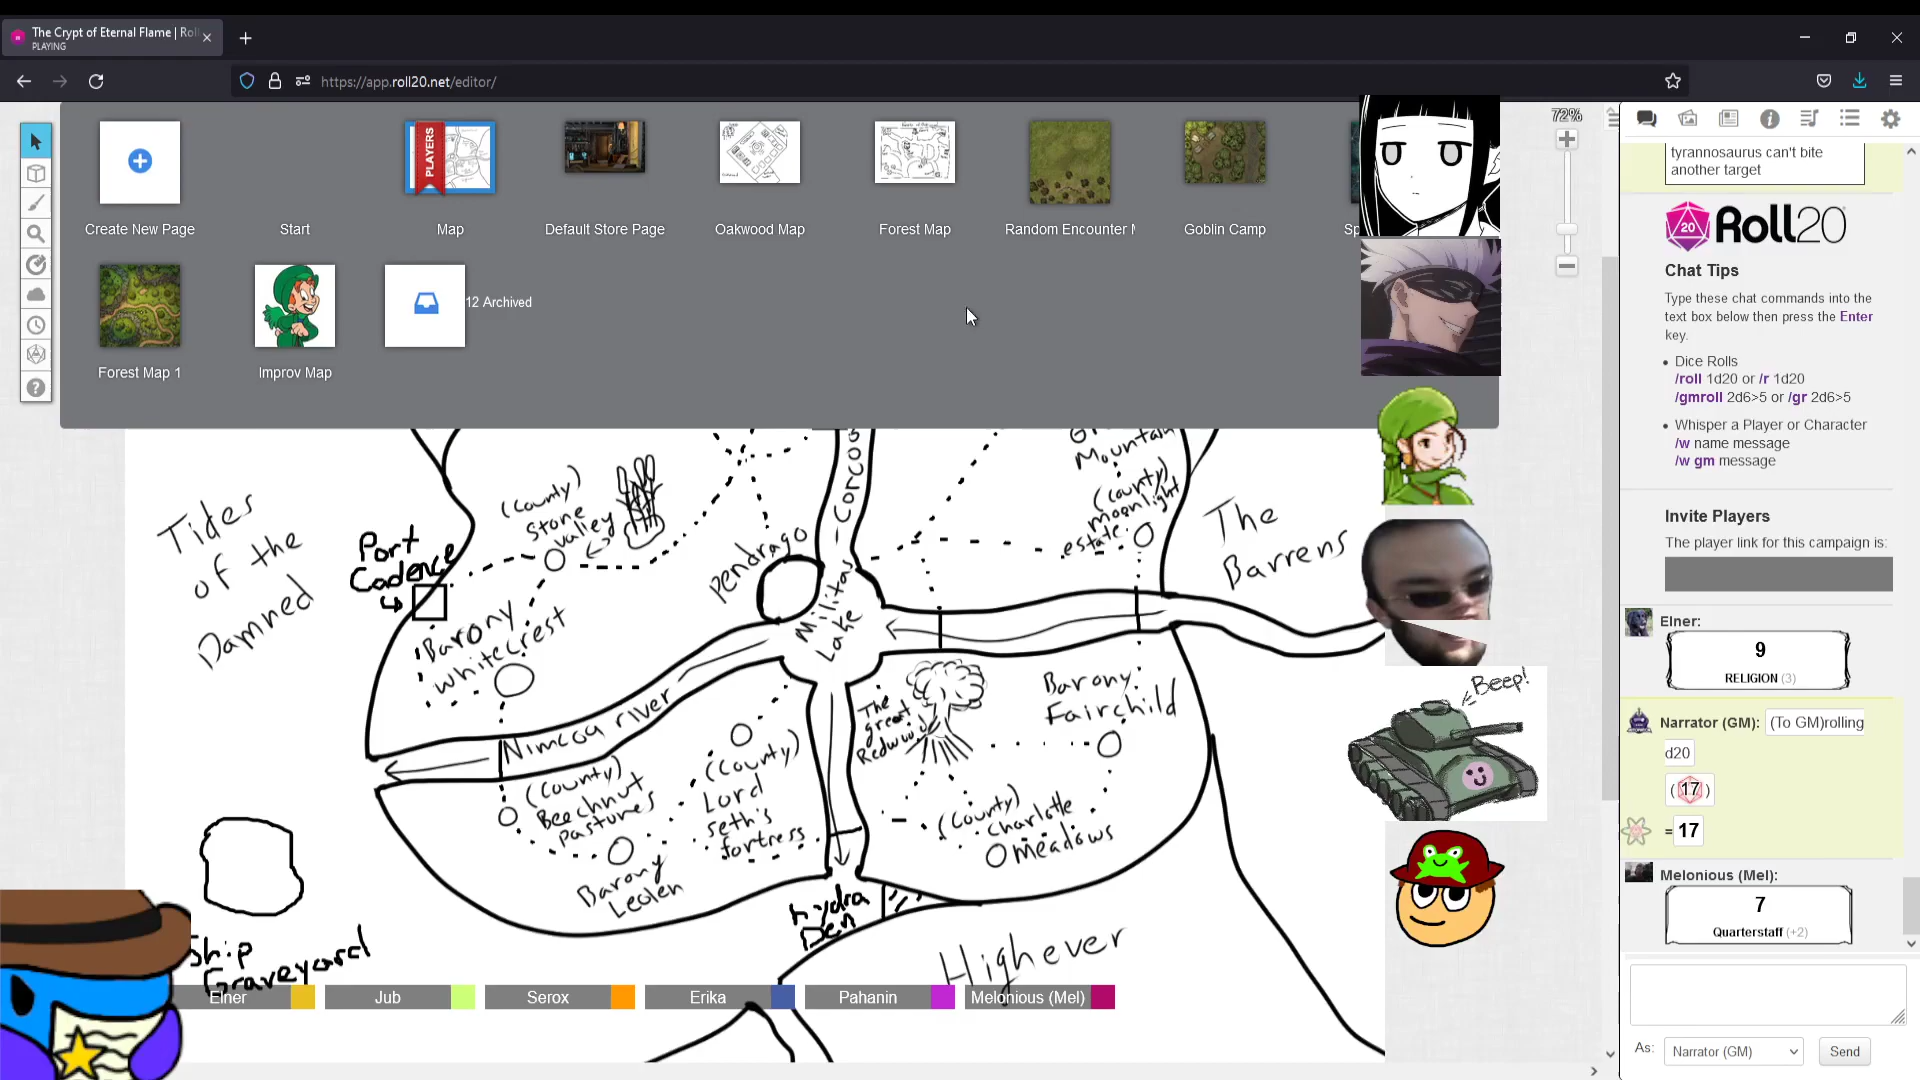 The Crypt of Eternal Flame | Rol
PLAYING
https://app.roll20.net/editor/
PLAYERS
Create New Page
Start
Map
Default Store Page
Oakwood Map
Forest Map
Random Encounter M
Goblin Camp
Sp
Forest Map 1
Improv Map
12 Archived
72%
Tides
of the
Damned
Port
Cadence
(County)
Stone
valley
Barony
Whitecrest
Pendrago
Corcos
Militas
Lake
Mountain
(County)
Moonlight
estate
The
Barrens
Nimcoa river
(County)
Beechnut
Pastures
(County)
Lord
Seth's
fortress
The
great
Redwood
Barony
Fairchild
(County)
Charlotte
Meadows
Barony
Leolen
Hydra
Den
Highever
Ship
Graveyard
Beep!
Elner
Jub
Serox
Erika
Pahanin
Melonious (Mel)
tyrannosaurus can't bite
another target
Roll20
20
Chat Tips
Type these chat commands into the
text box below then press the Enter
key.
Dice Rolls
/roll 1d20 or /r 1d20
/gmroll 2d6>5 or /gr 2d6>5
Whisper a Player or Character
/w name message
/w gm message
Invite Players
The player link for this campaign is:
Elner:
9
RELIGION (3)
Narrator (GM): (To GM)rolling
d20
(17)
=17
Melonious (Mel):
7
Quarterstaff (+2)
As:
Narrator (GM)
Send